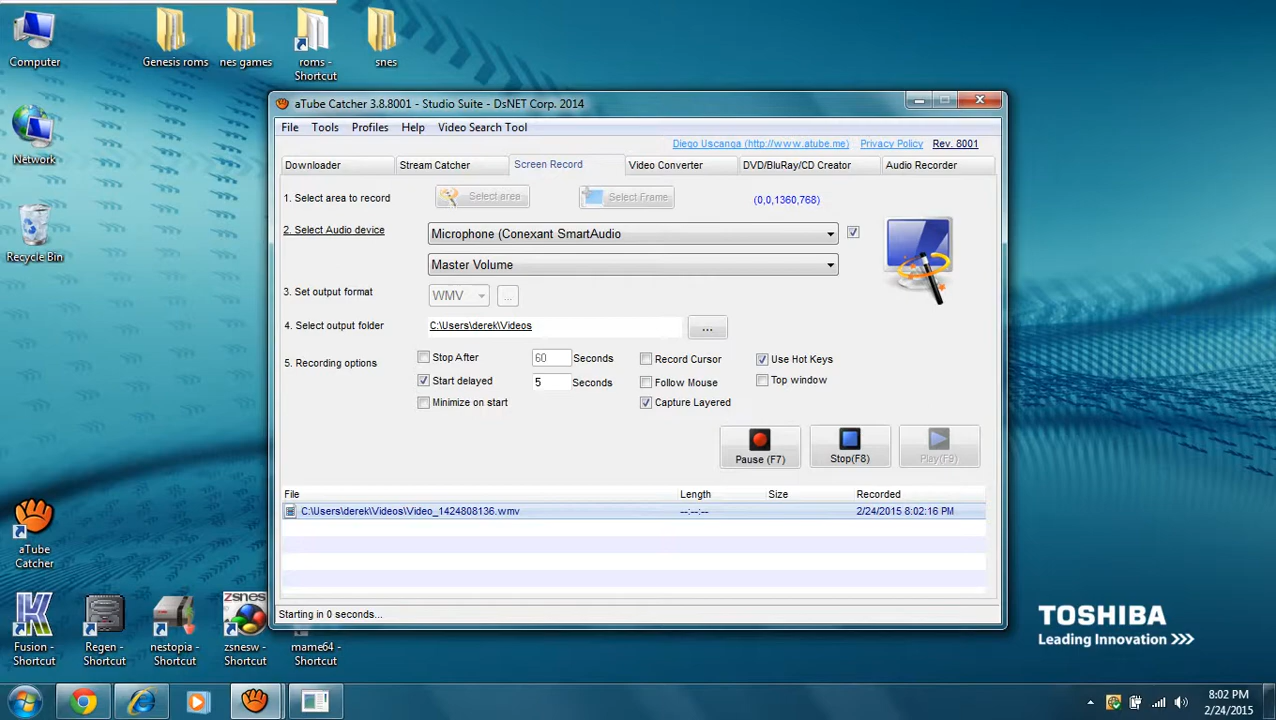 Computer
Genesis roms
nes games
roms -
Shortcut
snes
Network
Recycle Bin
aTube
Catcher
Fusion -
Shortcut
Regen -
Shortcut
nestopia -
Shortcut
zsnes
zsnesw -
Shortcut
mame64 -
Shortcut
aTube Catcher 3.8.8001 - Studio Suite - DsNET Corp. 2014
File Tools Profiles Help Video Search Tool
Diego Uscanga (http://www.atube.me) Privacy Policy Rev. 8001
Downloader Stream Catcher Screen Record Video Converter DVD/BluRay/CD Creator Audio Recorder
1. Select area to record Select area Select Frame (0,0,1360,768)
2. Select Audio device Microphone (Conexant SmartAudio
Master Volume
3. Set output format WMV ...
4. Select output folder C:\Users\derek\Videos ...
5. Recording options Stop After 60 Seconds Record Cursor Use Hot Keys
Start delayed 5 Seconds Follow Mouse Top window
Minimize on start Capture Layered
Pause (F7) Stop(F8) Play(F9)
File Length Size Recorded
C:\Users\derek\Videos\Video_1424808136.wmv --:--:-- 2/24/2015 8:02:16 PM
Starting in 0 seconds...
TOSHIBA
Leading Innovation >>>
8:02 PM
2/24/2015